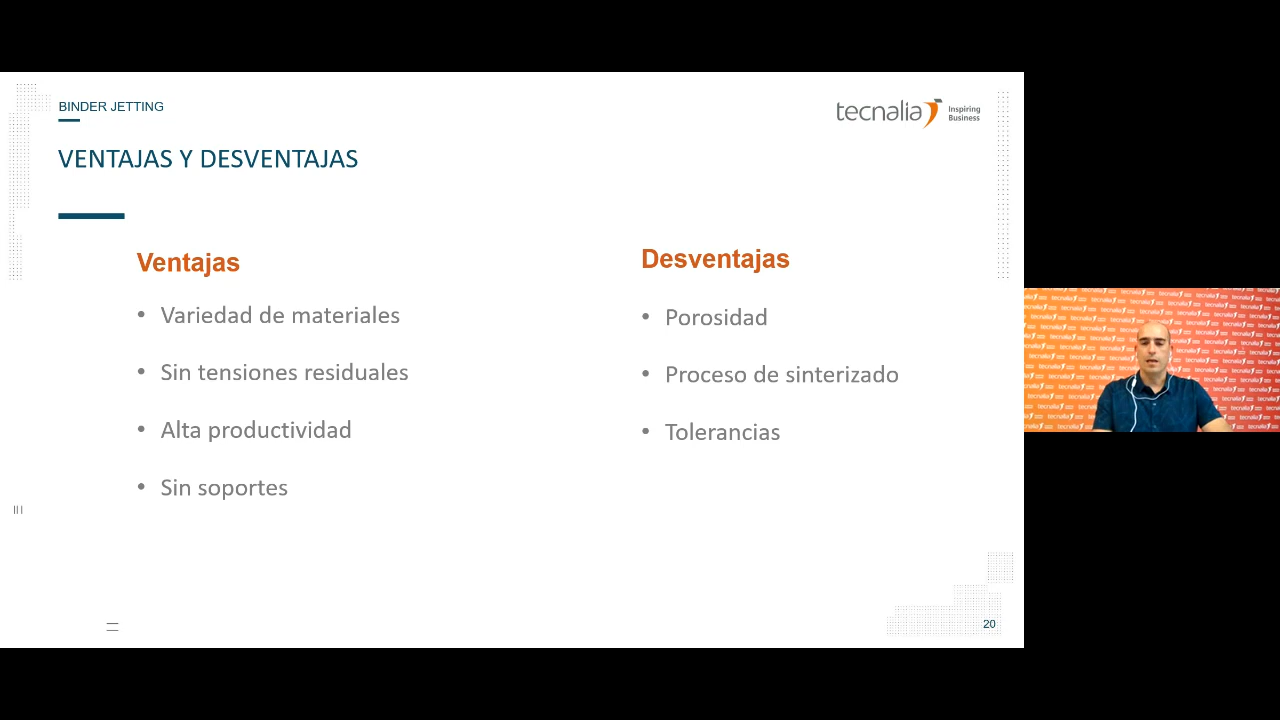 BINDER JETTING
tecnalia Inspiring Business
VENTAJAS Y DESVENTAJAS
Ventajas
• Variedad de materiales
• Sin tensiones residuales
• Alta productividad
• Sin soportes
Desventajas
• Porosidad
• Proceso de sinterizado
• Tolerancias
20
tecnalia